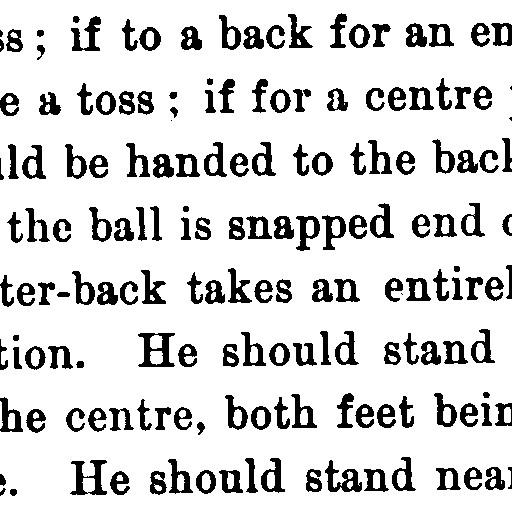 ss ; if to a back for an en
e a toss ; if for a centre
uld be handed to the back
the ball is snapped end o
ter-back takes an entirel
tion. He should stand
he centre, both feet bein
e. He should stand near